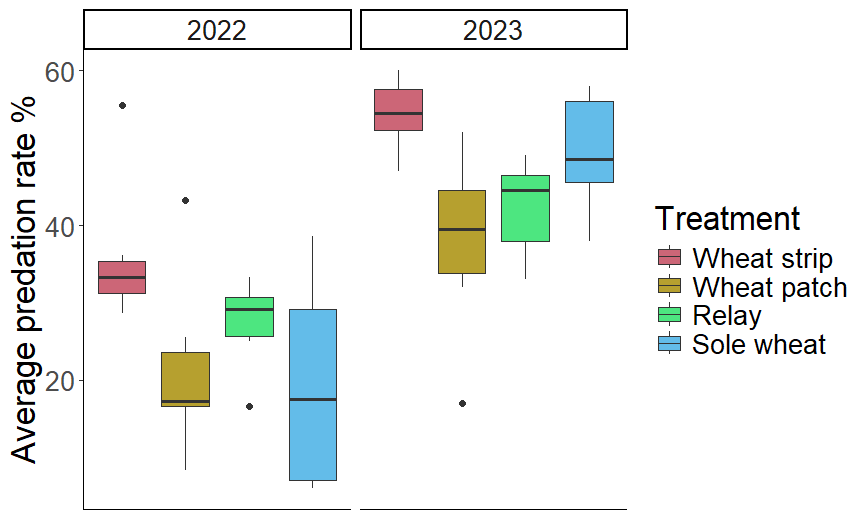 2022
2023
Average predation rate %
60
40
20
Treatment
Wheat strip
Wheat patch
Relay
Sole wheat